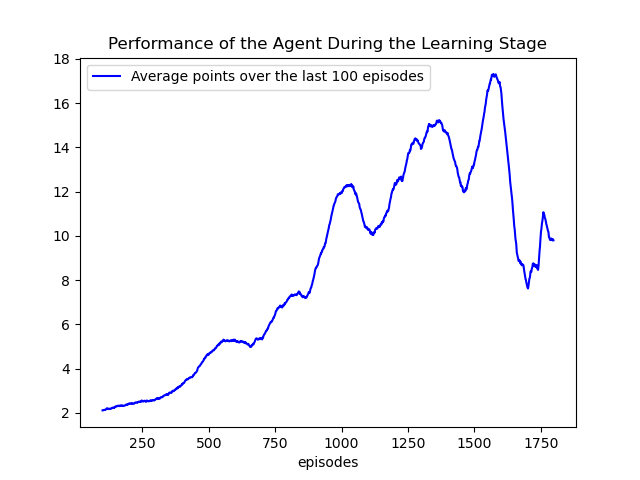 Performance of the Agent During the Learning Stage
Average points over the last 100 episodes
18
16
14
12
10
8
6
4
2
250 500 750 1000 1250 1500 1750
episodes